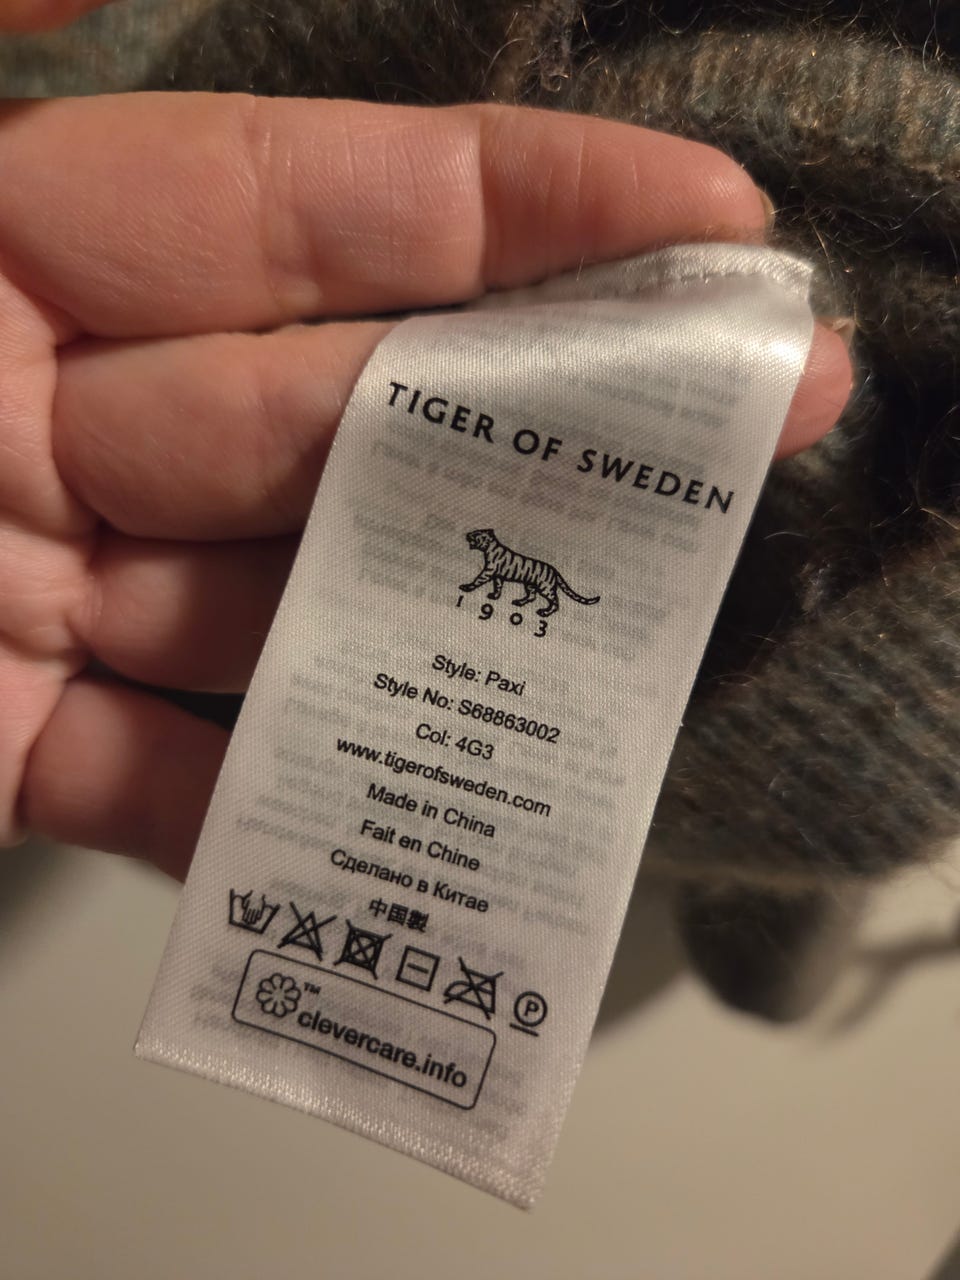 TIGER OF SWEDEN
1903
Style: Paxi
Style No: S68863002
Col: 4G3
www.tigerofsweden.com
Made in China
Fait en Chine
Сделано в Китае
中国製
P
™
clevercare.info